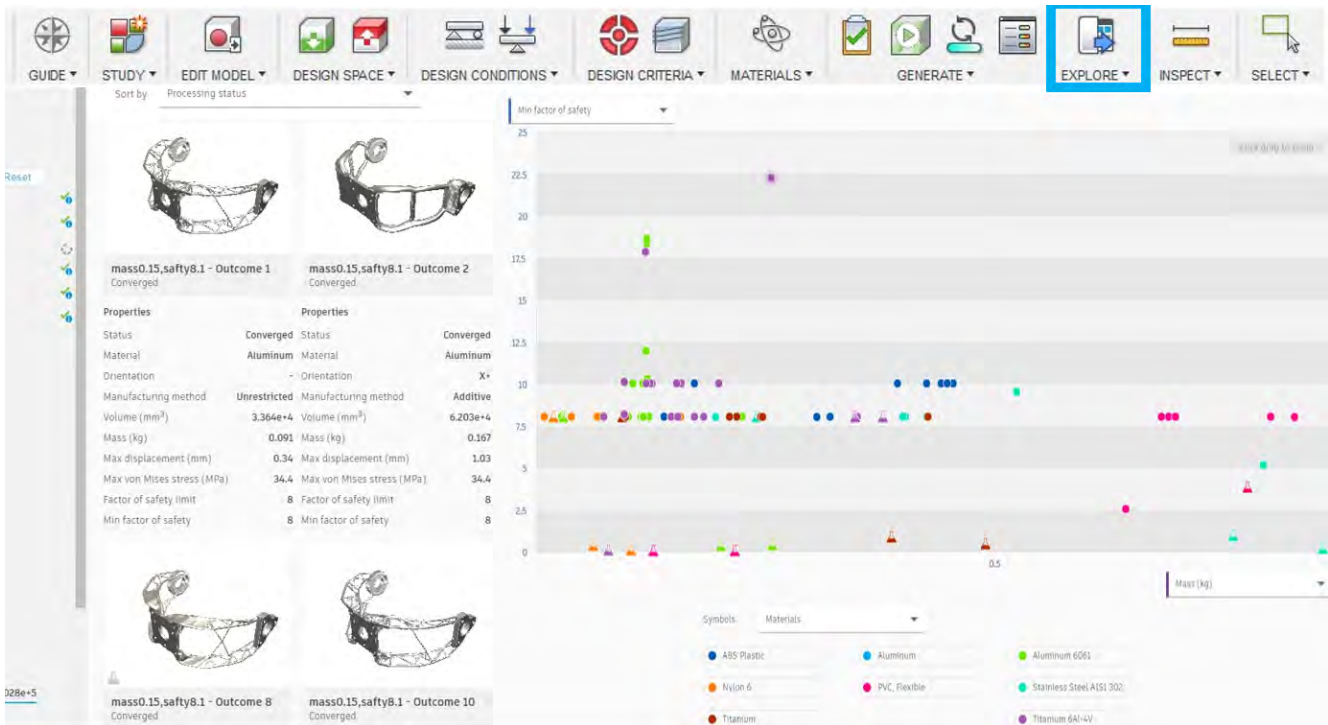 GUIDE ▾ STUDY ▾ EDIT MODEL ▾ DESIGN SPACE ▾ DESIGN CONDITIONS ▾ DESIGN CRITERIA ▾ MATERIALS ▾ GENERATE ▾ EXPLORE ▾ INSPECT ▾ SELECT ▾
Sort by Processing status
Reset
mass0.15,safty8.1 - Outcome 1 mass0.15,safty8.1 - Outcome 2
Converged Converged
Properties Properties
Status Converged Status Converged
Material Aluminum Material Aluminum
Orientation - Orientation X+
Manufacturing method Unrestricted Manufacturing method Additive
Volume (mm³) 3.364e+4 Volume (mm³) 6.203e+4
Mass (kg) 0.091 Mass (kg) 0.167
Max displacement (mm) 0.34 Max displacement (mm) 1.03
Max von Mises stress (MPa) 34.4 Max von Mises stress (MPa) 34.4
Factor of safety limit 8 Factor of safety limit 8
Min factor of safety 8 Min factor of safety 8
028e+5
mass0.15,safty8.1 - Outcome 8 mass0.15,safty8.1 - Outcome 10
Converged Converged
Min factor of safety
25
22.5
20
17.5
15
12.5
10
7.5
5
2.5
0
0.5
Mass (kg)
Symbols Materials
ABS Plastic Aluminum Aluminum 6061
Nylon 6 PVC, Flexible Stainless Steel AISI 302
Titanium Titanium 6Al-4V